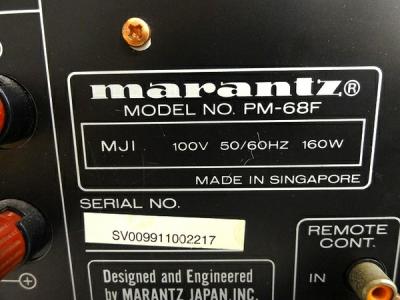 marantz®
MODEL NO. PM-68F
MJI 100V 50/60HZ 160W
MADE IN SINGAPORE
SERIAL NO.
SV009911002217
REMOTE
CONT.
IN
Designed and Engineered
by MARANTZ JAPAN, INC.